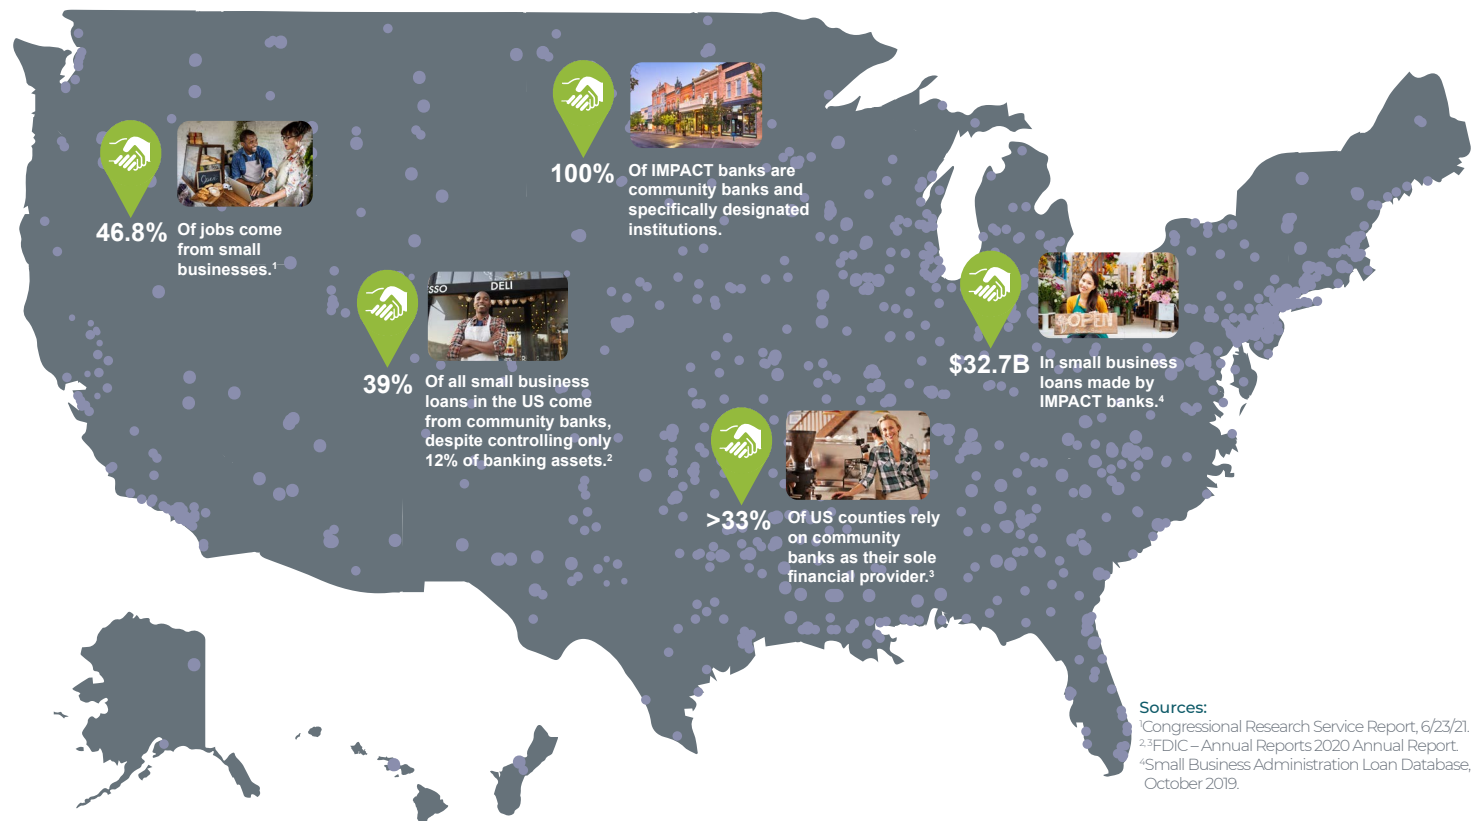 100%
Of IMPACT banks are
community banks and
specifically designated
institutions.
46.8%
Of jobs come
from small
businesses.¹
Open
39%
Of all small business
loans in the US come
from community banks,
despite controlling only
12% of banking assets.²
SSO
DELI
$32.7B
In small business
loans made by
IMPACT banks.⁴
OPEN
>33%
Of US counties rely
on community
banks as their sole
financial provider.³
Sources:
¹Congressional Research Service Report, 6/23/21.
²,³FDIC – Annual Reports 2020 Annual Report.
⁴Small Business Administration Loan Database,
October 2019.